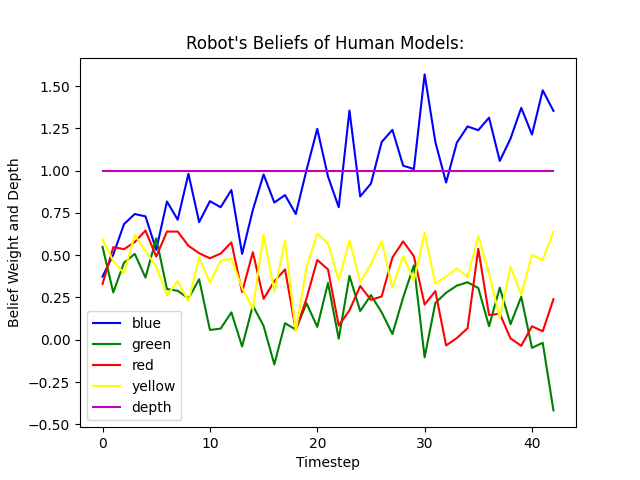 Robot's Beliefs of Human Models:
Belief Weight and Depth
1.50
1.25
1.00
0.75
0.50
0.25
0.00
−0.25
−0.50
blue
green
red
yellow
depth
0 10 20 30 40
Timestep